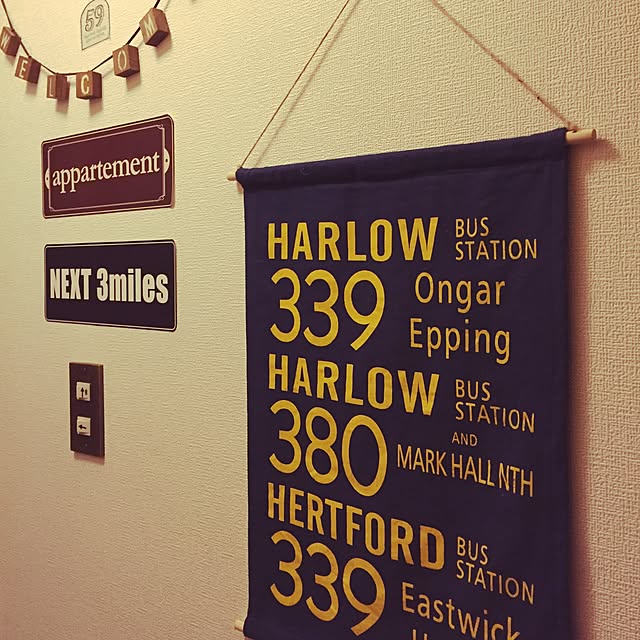 59
WELCOM
appartement
NEXT 3miles
HARLOW BUS STATION
339 Ongar
Epping
HARLOW BUS STATION
380 AND MARK HALL NTH
HERTFORD BUS STATION
339 Eastwick